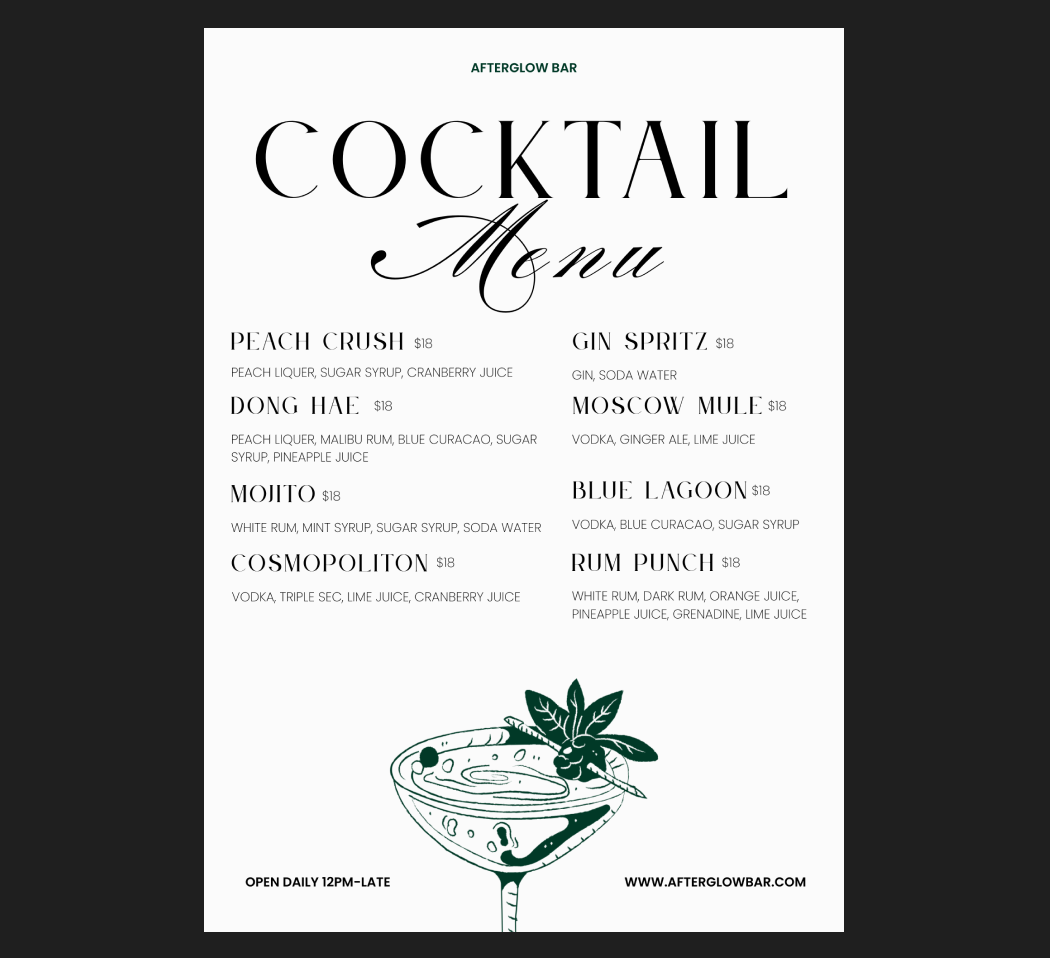 AFTERGLOW BAR
COCKTAIL
Menu
PEACH CRUSH $18
PEACH LIQUER, SUGAR SYRUP, CRANBERRY JUICE
DONG HAE $18
PEACH LIQUER, MALIBU RUM, BLUE CURACAO, SUGAR
SYRUP, PINEAPPLE JUICE
MOJITO $18
WHITE RUM, MINT SYRUP, SUGAR SYRUP, SODA WATER
COSMOPOLITON $18
VODKA, TRIPLE SEC, LIME JUICE, CRANBERRY JUICE
GIN SPRITZ $18
GIN, SODA WATER
MOSCOW MULE $18
VODKA, GINGER ALE, LIME JUICE
BLUE LAGOON $18
VODKA, BLUE CURACAO, SUGAR SYRUP
RUM PUNCH $18
WHITE RUM, DARK RUM, ORANGE JUICE,
PINEAPPLE JUICE, GRENADINE, LIME JUICE
OPEN DAILY 12PM-LATE
WWW.AFTERGLOWBAR.COM